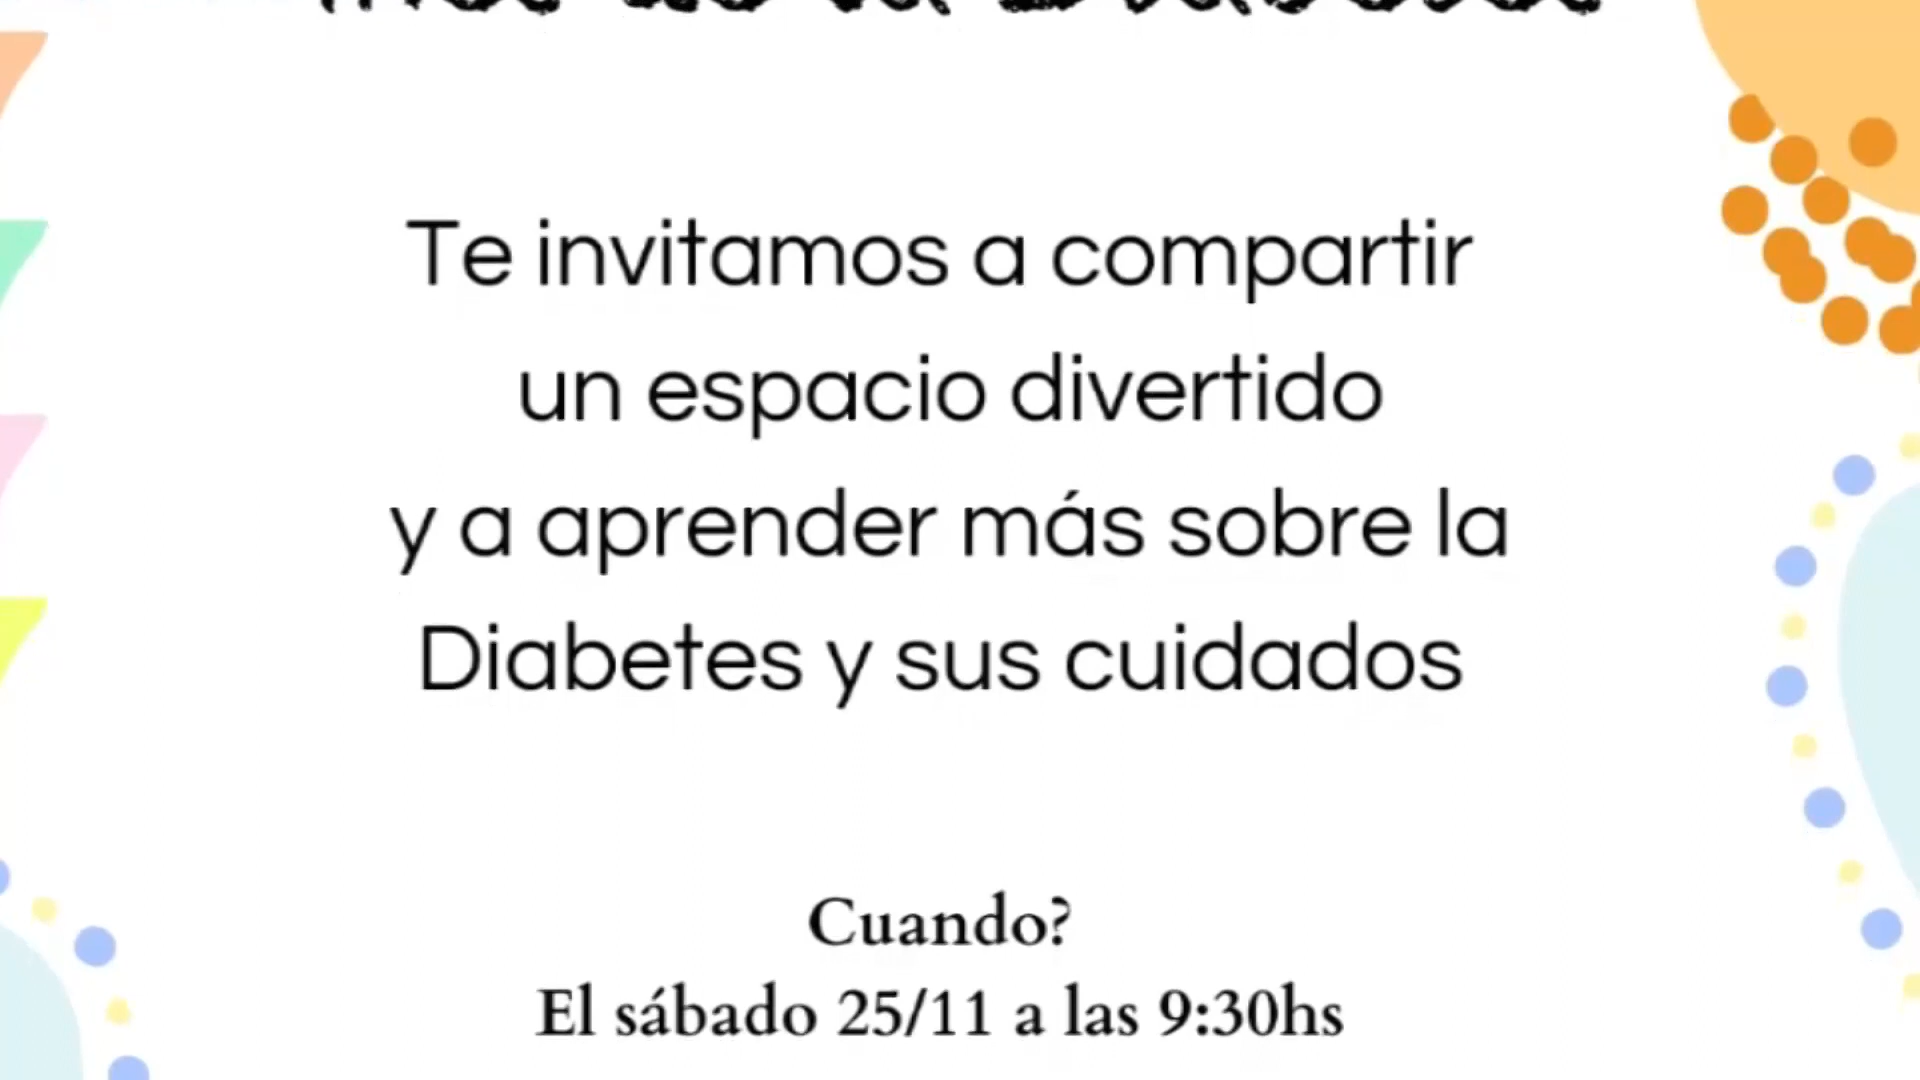 Te invitamos a compartir
un espacio divertido
y a aprender más sobre la
Diabetes y sus cuidados
Cuando?
El sábado 25/11 a las 9:30hs